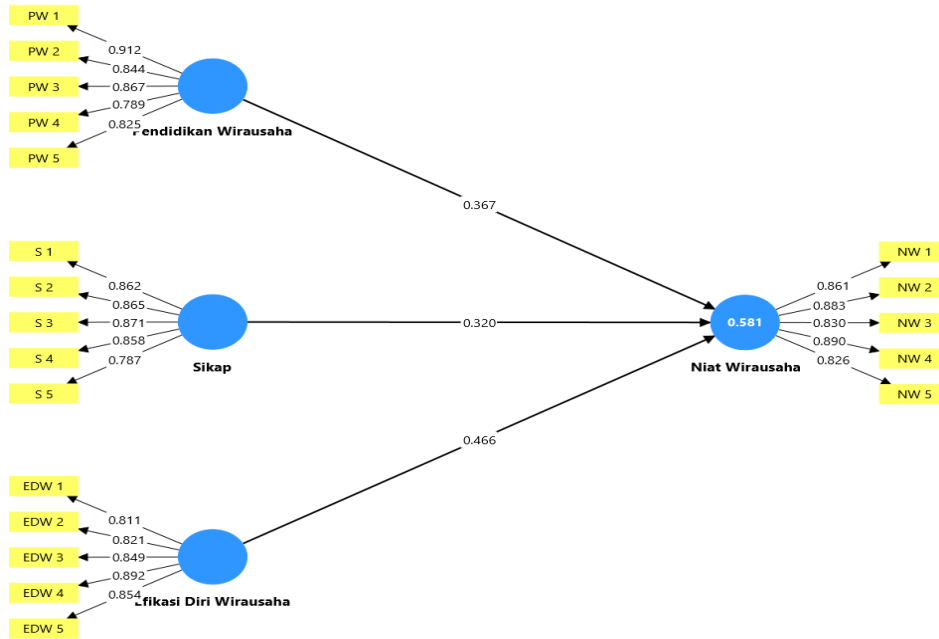 PW 1
PW 2
PW 3
PW 4
PW 5
0.912
0.844
0.867
0.789
0.825
Pendidikan Wirausaha
0.367
S 1
S 2
S 3
S 4
S 5
0.862
0.865
0.871
0.858
0.787
Sikap
0.320
EDW 1
EDW 2
EDW 3
EDW 4
EDW 5
0.811
0.821
0.849
0.892
0.854
Efikasi Diri Wirausaha
0.466
0.581
Niat Wirausaha
0.861
0.883
0.830
0.890
0.826
NW 1
NW 2
NW 3
NW 4
NW 5